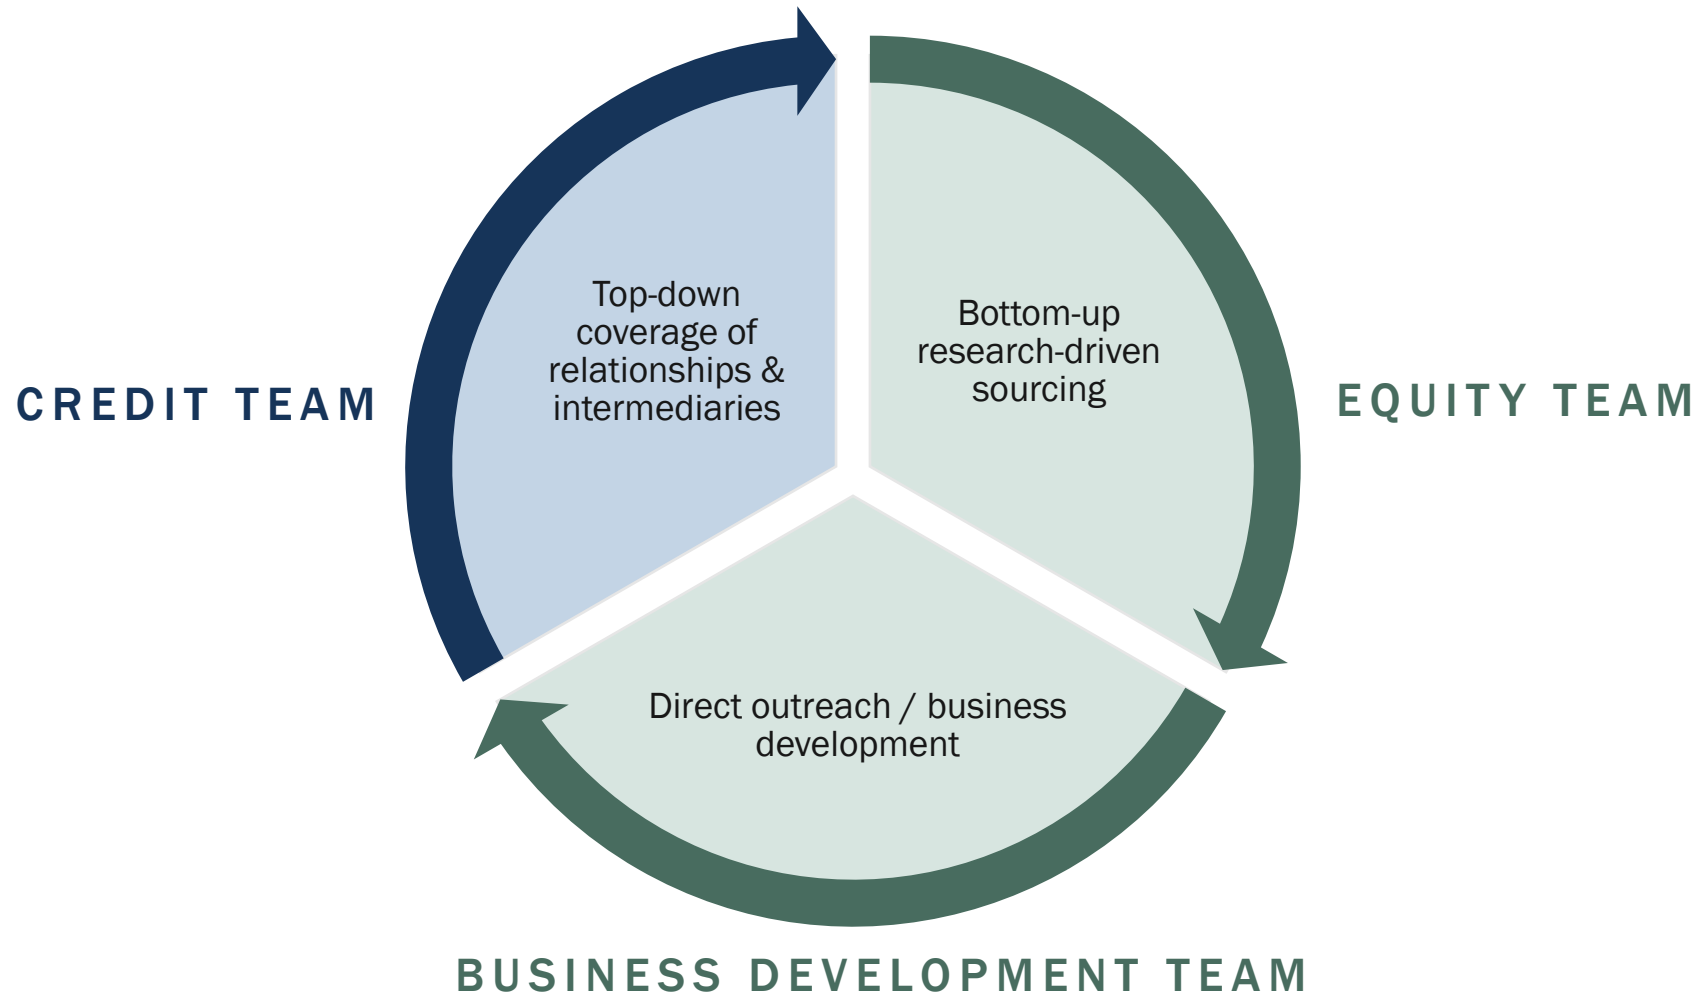 Top-down
coverage of
relationships &
intermediaries
Bottom-up
research-driven
sourcing
CREDIT TEAM
EQUITY TEAM
Direct outreach / business
development
BUSINESS DEVELOPMENT TEAM